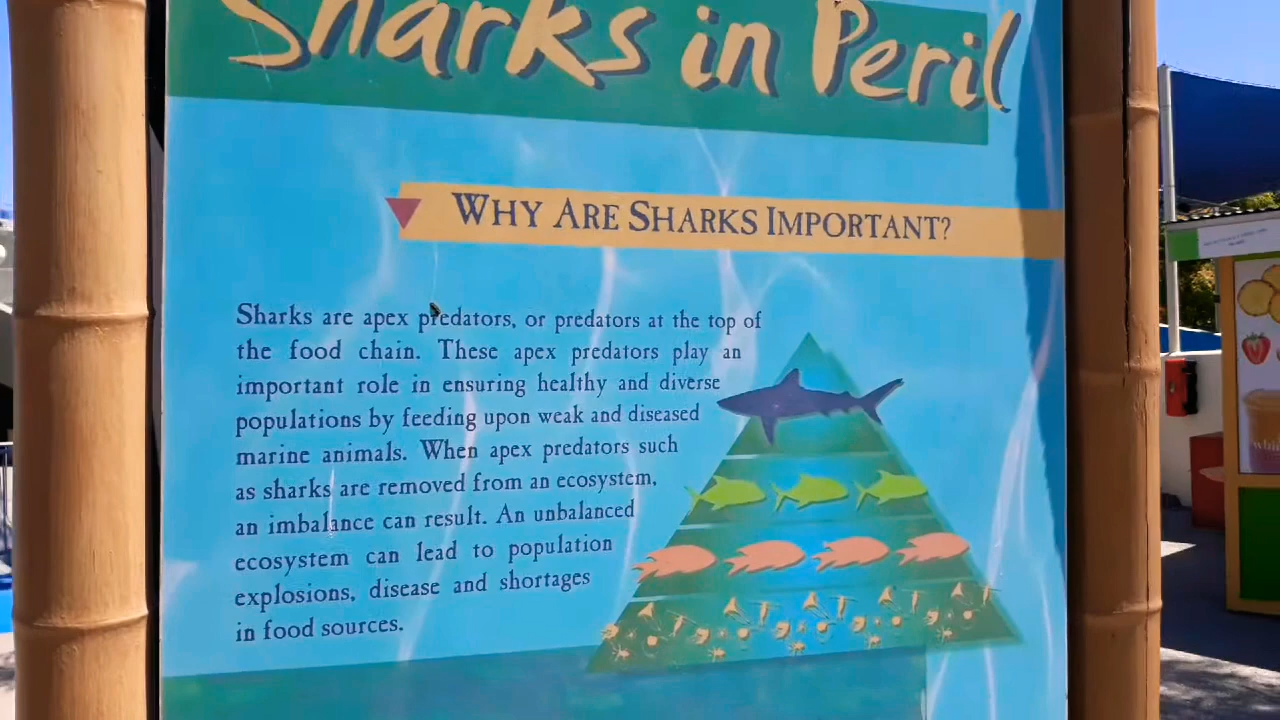 Sharks in Peril
WHY ARE SHARKS IMPORTANT?
Sharks are apex predators, or predators at the top of
the food chain. These apex predators play an
important role in ensuring healthy and diverse
populations by feeding upon weak and diseased
marine animals. When apex predators such
as sharks are removed from an ecosystem,
an imbalance can result. An unbalanced
ecosystem can lead to population
explosions, disease and shortages
in food sources.